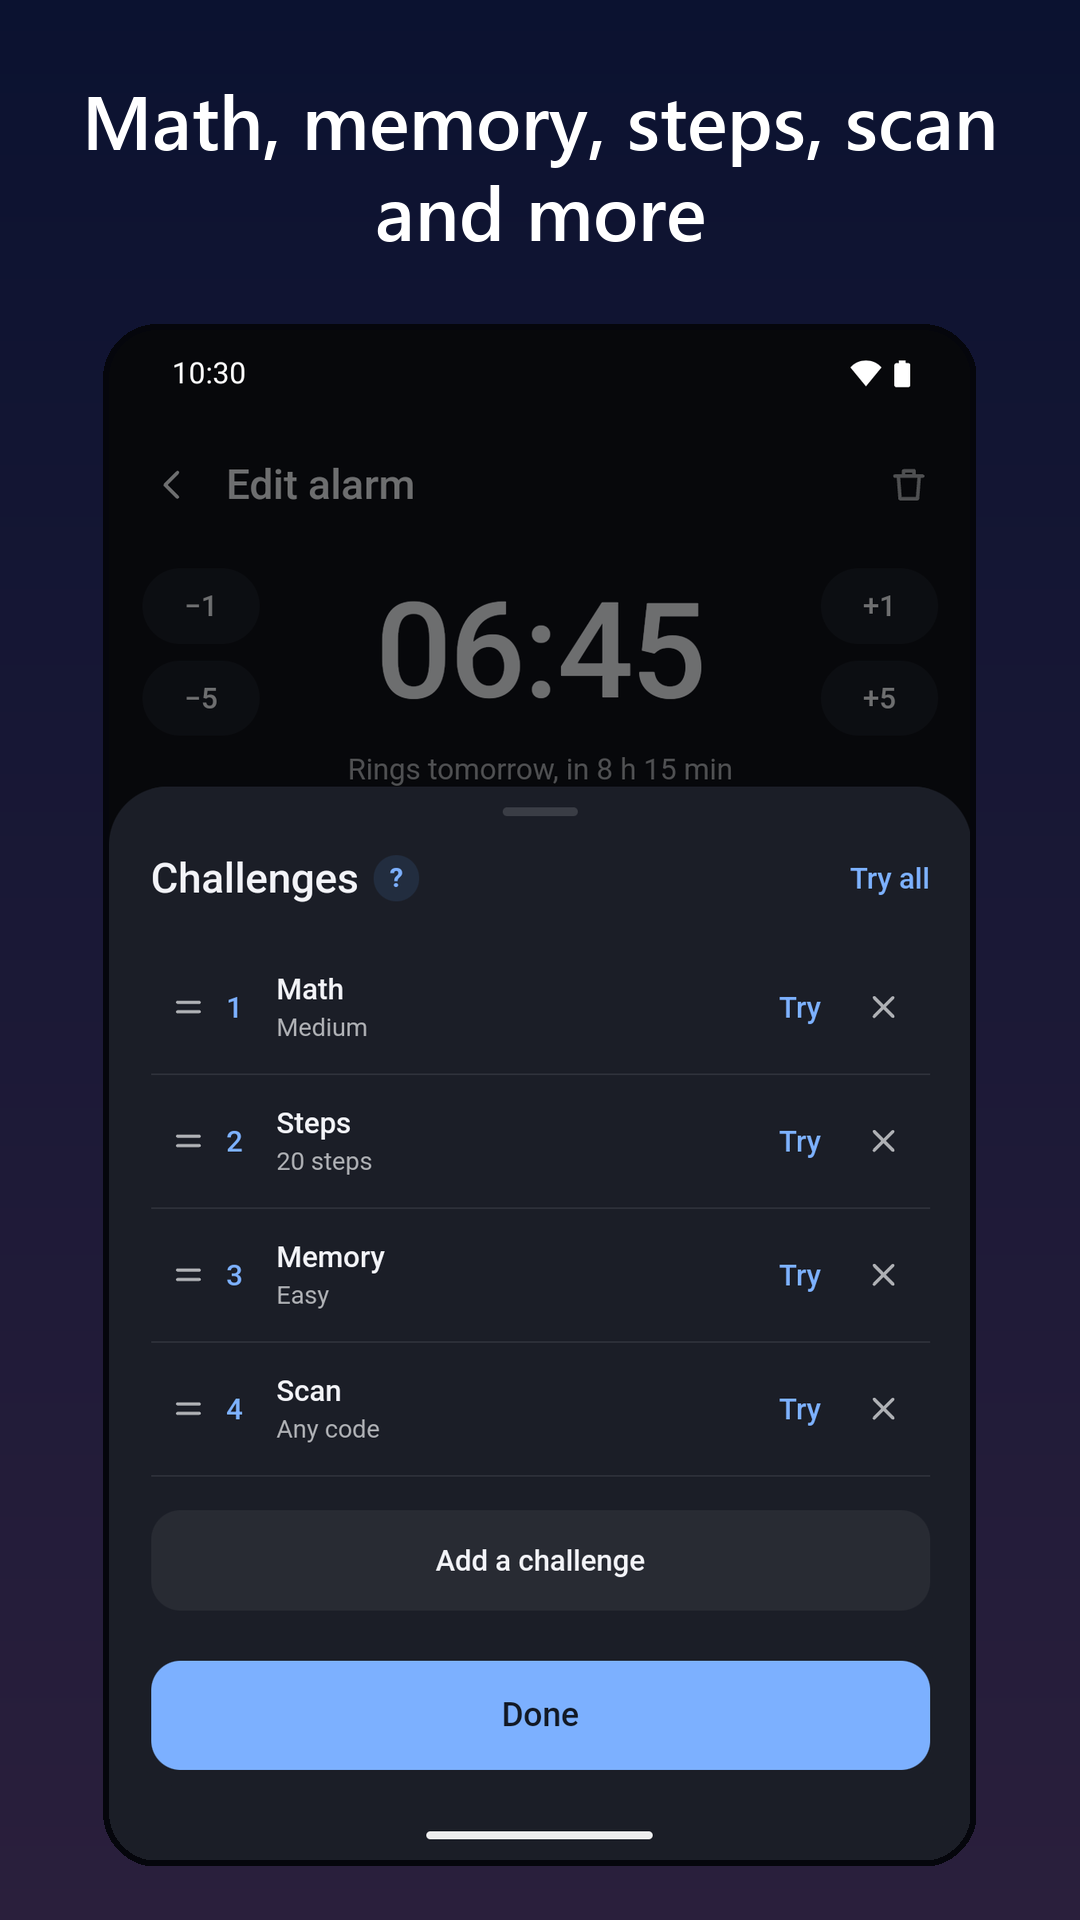 Math, memory, steps, scan
and more
10:30
Edit alarm
−1
06:45
+1
−5
+5
Rings tomorrow, in 8 h 15 min
Challenges ?
Try all
1 Math
Medium
Try
2 Steps
20 steps
Try
3 Memory
Easy
Try
4 Scan
Any code
Try
Add a challenge
Done